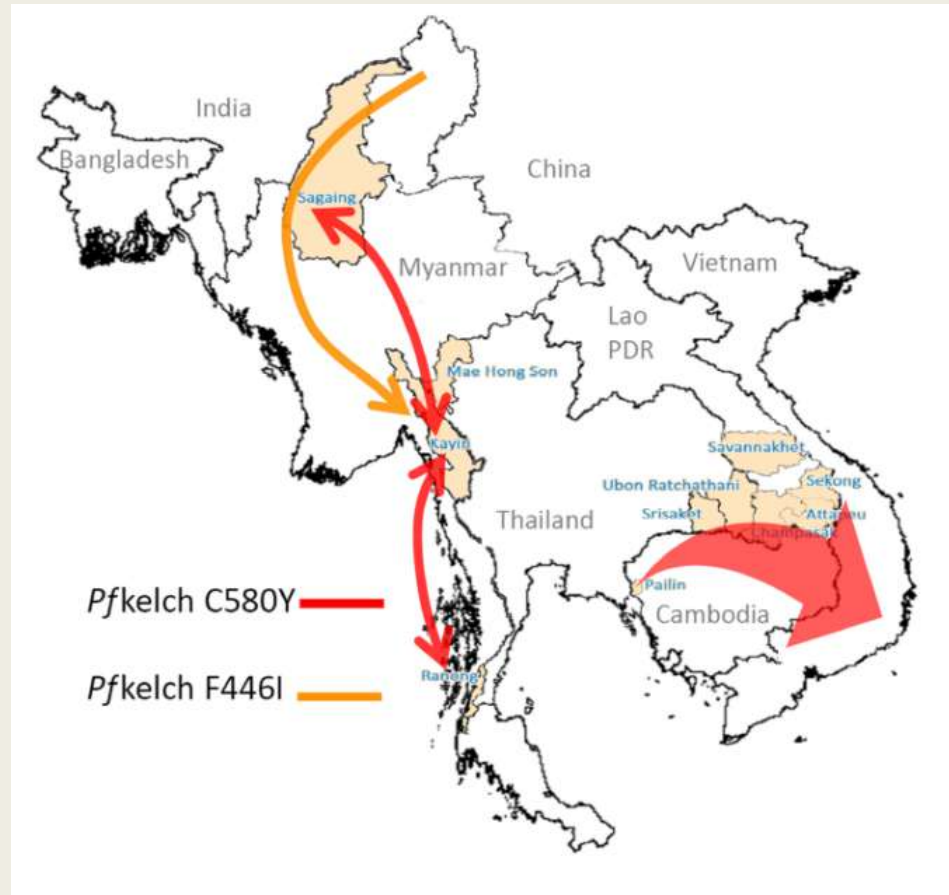 India
Bangladesh
China
Sagaing
Myanmar
Vietnam
Lao
PDR
Mae Hong Son
Kayin
Savannakhet
Ubon Ratchathani
Sekong
Srisaket
Attapeu
Thailand
Champasak
Pailin
Cambodia
Pfkelch C580Y
Ranong
Pfkelch F446I